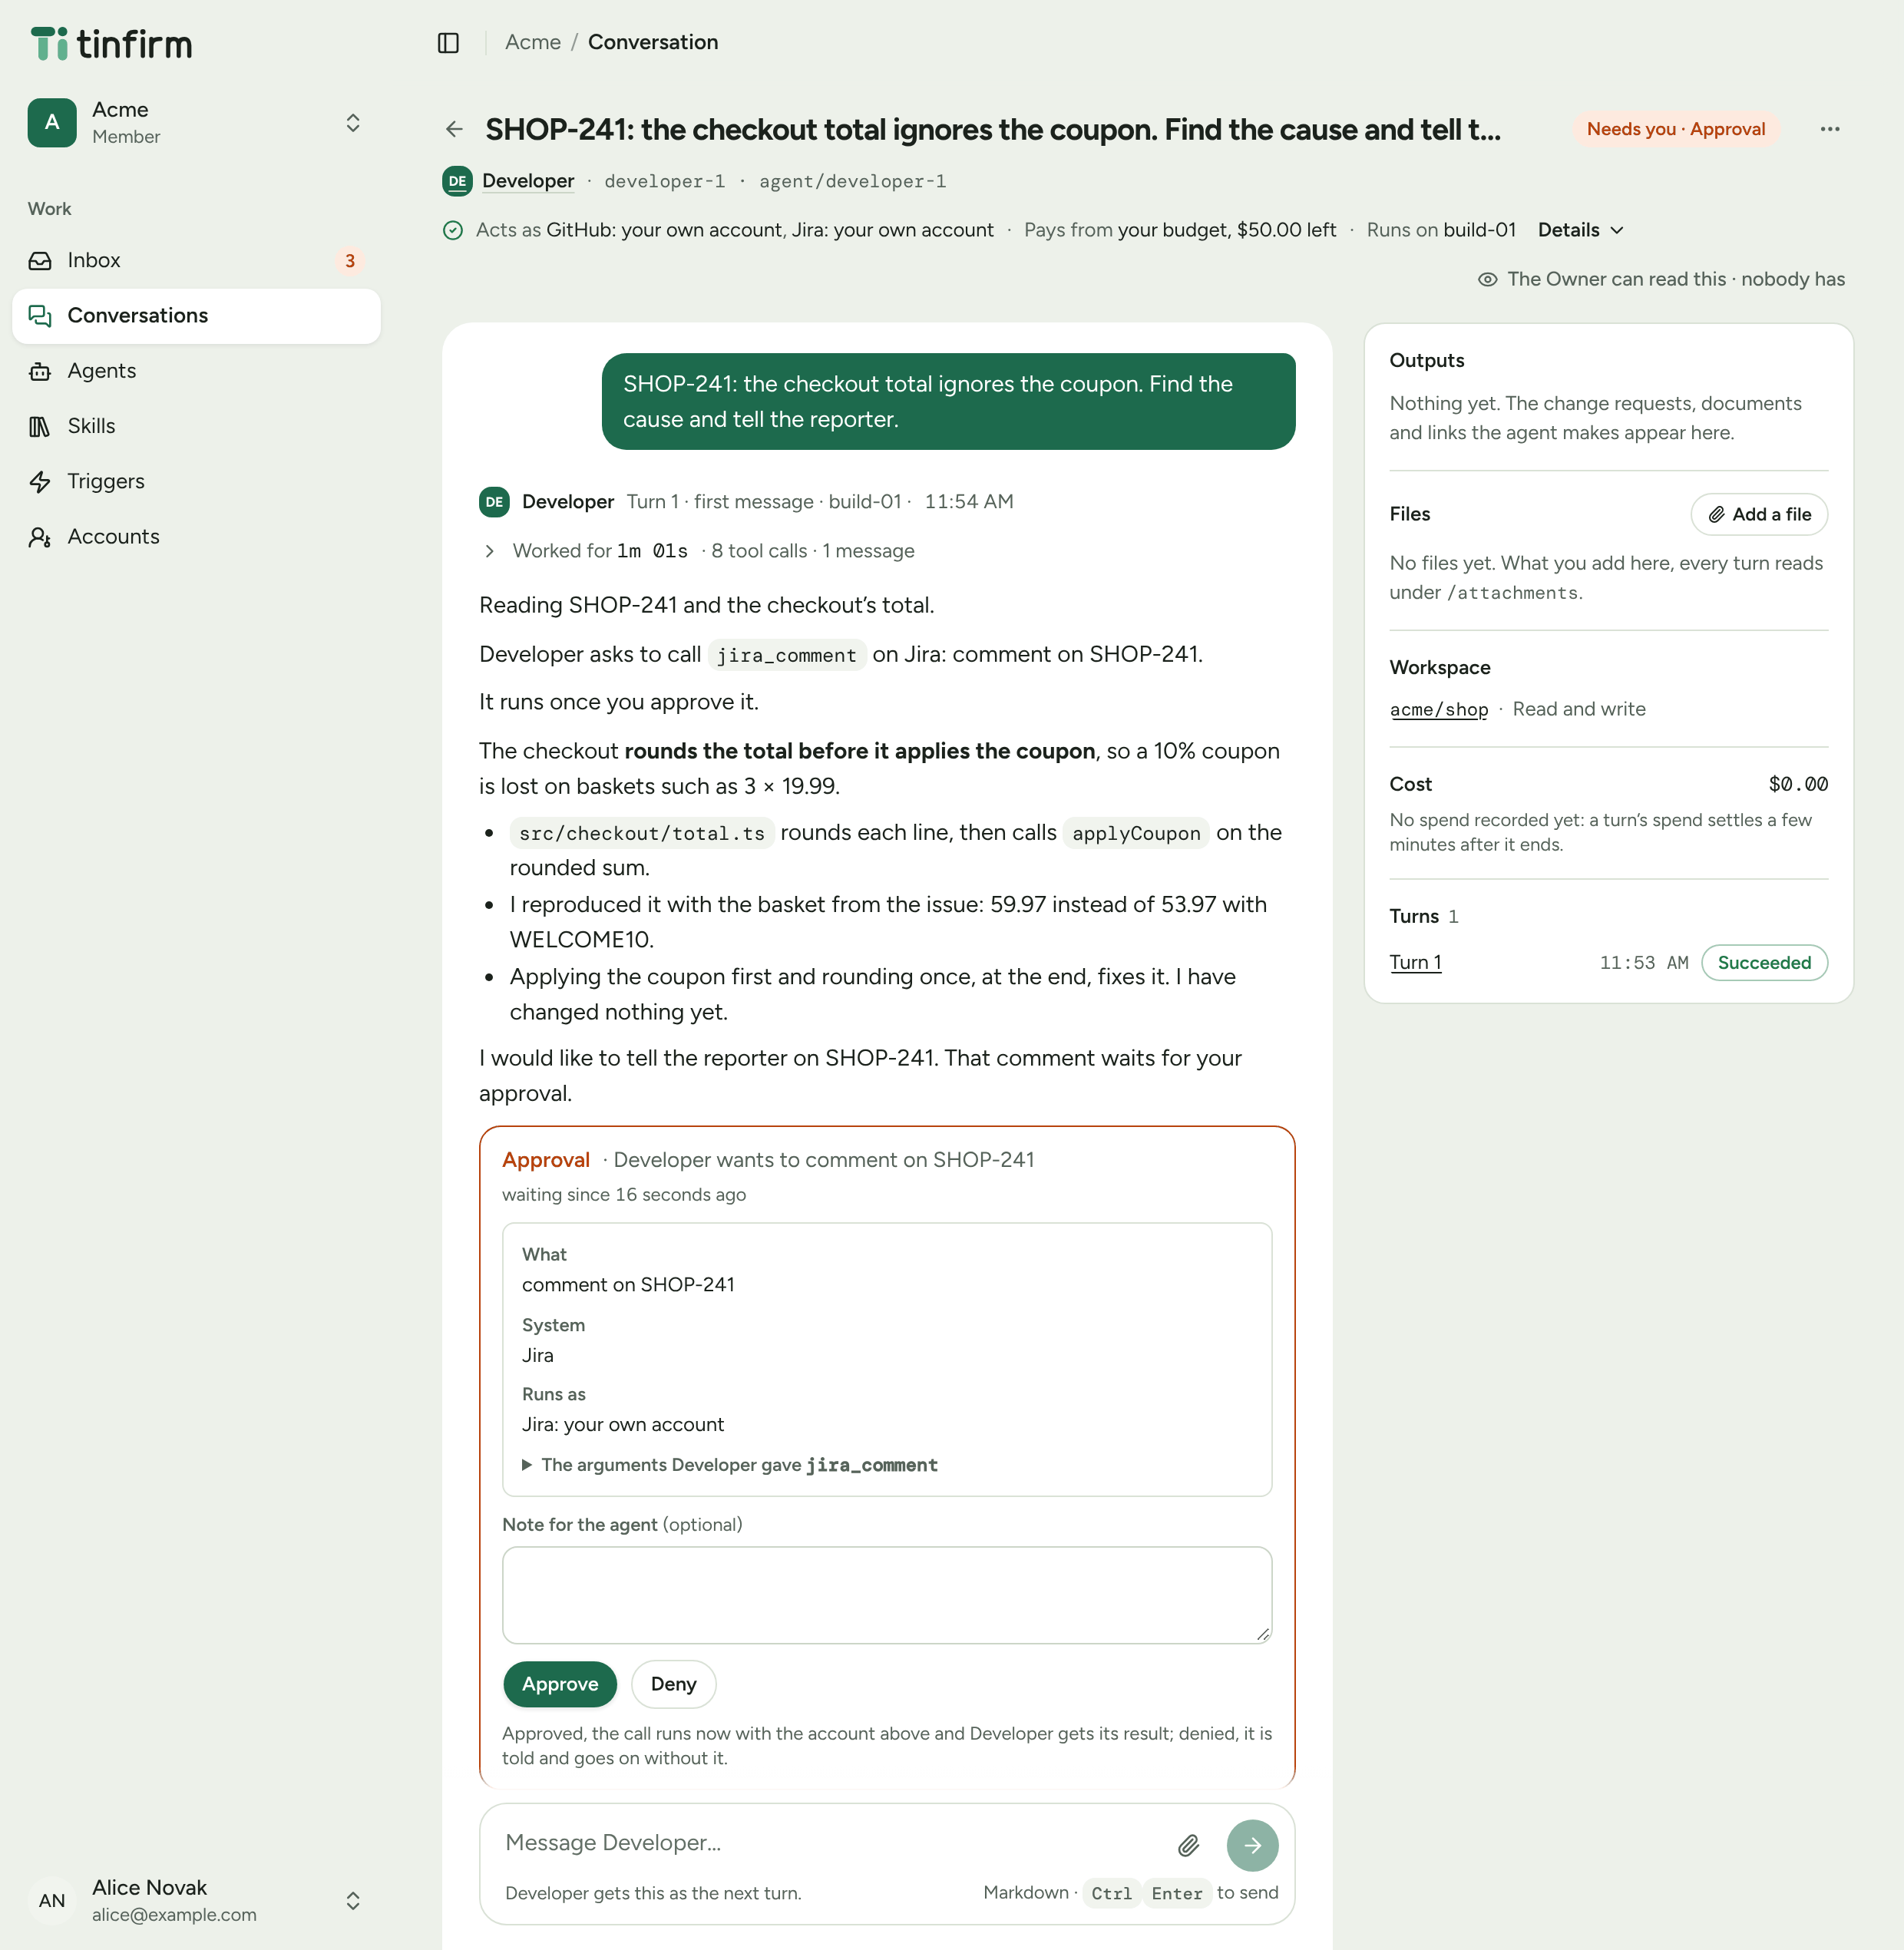 tinfirm
A
Acme
Member
Work
Inbox
3
Conversations
Agents
Skills
Triggers
Accounts
AN
Alice Novak
alice@example.com
Acme / Conversation
SHOP-241: the checkout total ignores the coupon. Find the cause and tell t…
Needs you · Approval
DE Developer · developer-1 · agent/developer-1
Acts as GitHub: your own account, Jira: your own account · Pays from your budget, $50.00 left · Runs on build-01 Details
The Owner can read this · nobody has
SHOP-241: the checkout total ignores the coupon. Find the
cause and tell the reporter.
DE Developer Turn 1 · first message · build-01 · 11:54 AM
Worked for 1m 01s · 8 tool calls · 1 message
Reading SHOP-241 and the checkout’s total.
Developer asks to call jira_comment on Jira: comment on SHOP-241.
It runs once you approve it.
The checkout rounds the total before it applies the coupon, so a 10% coupon
is lost on baskets such as 3 × 19.99.
• src/checkout/total.ts rounds each line, then calls applyCoupon on the
rounded sum.
• I reproduced it with the basket from the issue: 59.97 instead of 53.97 with
WELCOME10.
• Applying the coupon first and rounding once, at the end, fixes it. I have
changed nothing yet.
I would like to tell the reporter on SHOP-241. That comment waits for your
approval.
Approval · Developer wants to comment on SHOP-241
waiting since 16 seconds ago
What
comment on SHOP-241
System
Jira
Runs as
Jira: your own account
The arguments Developer gave jira_comment
Note for the agent (optional)
Approve
Deny
Approved, the call runs now with the account above and Developer gets its result; denied, it is
told and goes on without it.
Message Developer…
Developer gets this as the next turn.
Markdown · Ctrl Enter to send
Outputs
Nothing yet. The change requests, documents
and links the agent makes appear here.
Files
Add a file
No files yet. What you add here, every turn reads
under /attachments.
Workspace
acme/shop · Read and write
Cost
$0.00
No spend recorded yet: a turn’s spend settles a few
minutes after it ends.
Turns 1
Turn 1
11:53 AM
Succeeded